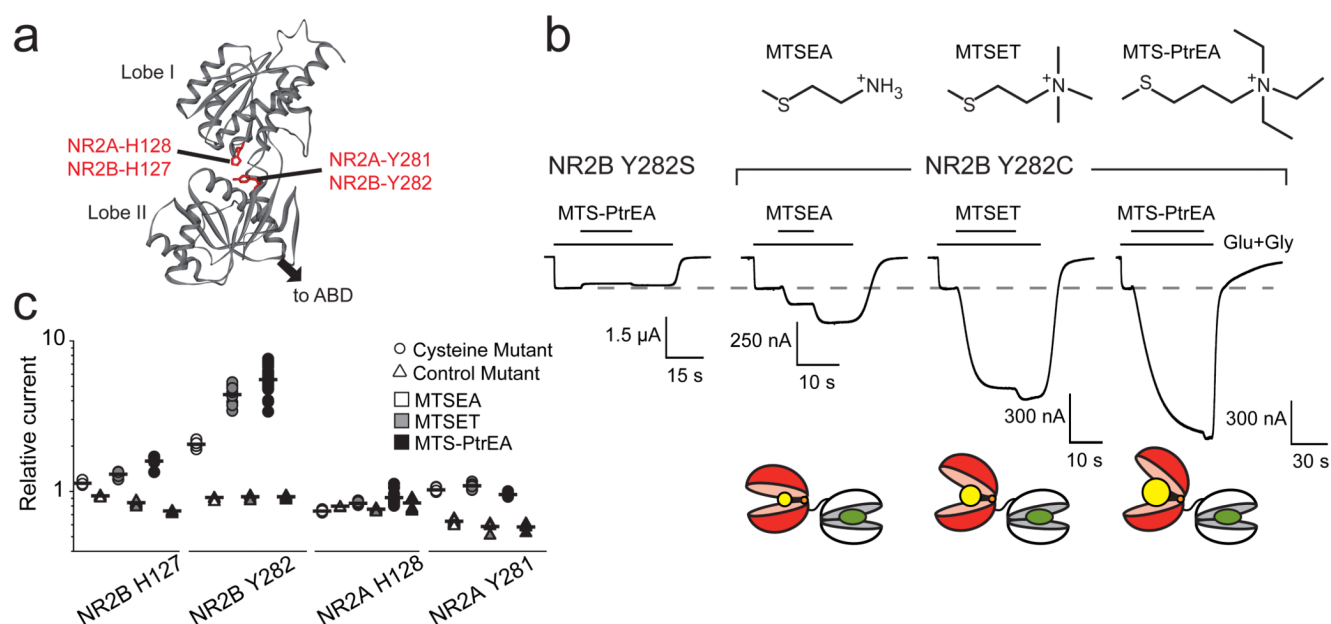 a
Lobe I
NR2A-H128
NR2B-H127
NR2A-Y281
NR2B-Y282
Lobe II
to ABD
b
MTSEA
MTSET
MTS-PtrEA
S
+
NH3
S
+
N
S
+
N
NR2B Y282S
NR2B Y282C
MTS-PtrEA
MTSEA
MTSET
MTS-PtrEA
Glu+Gly
1.5 µA
15 s
250 nA
10 s
300 nA
10 s
300 nA
30 s
c
10
1
Relative current
Cysteine Mutant
Control Mutant
MTSEA
MTSET
MTS-PtrEA
NR2B H127
NR2B Y282
NR2A H128
NR2A Y281